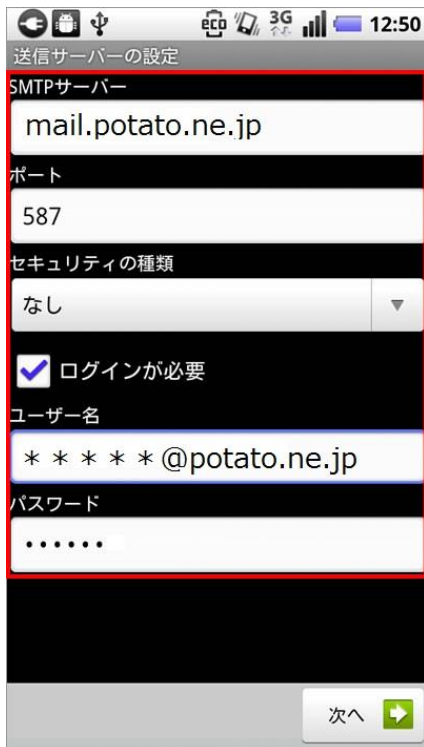 eco 3G 12:50
送信サーバーの設定
SMTPサーバー
mail.potato.ne.jp
ポート
587
セキュリティの種類
なし
ログインが必要
ユーザー名
＊＊＊＊＊@potato.ne.jp
パスワード
••••••
次へ